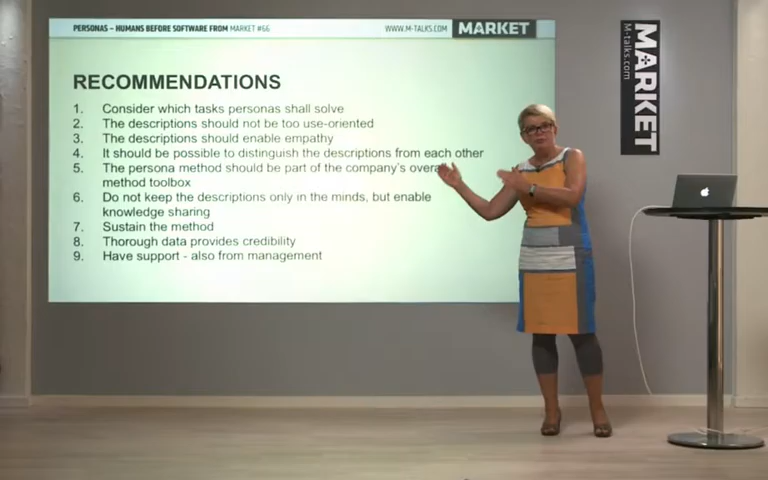 PERSONAS – HUMANS BEFORE SOFTWARE FROM MARKET #66
WWW.M-TALKS.COM
MARKET
RECOMMENDATIONS
1. Consider which tasks personas shall solve
2. The descriptions should not be too use-oriented
3. The descriptions should enable empathy
4. It should be possible to distinguish the descriptions from each other
5. The persona method should be part of the company's
method toolbox
6. Do not keep the descriptions only in the minds, but enable
knowledge sharing
7. Sustain the method
8. Thorough data provides credibility
9. Have support - also from management
MARKET
M-talks.com